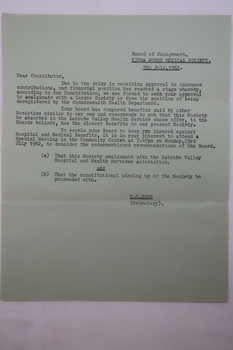 Board of Management,
YINNA WORKS MEDICAL SOCIETY.
9th July, 1962.
Dear Contributor,
Due to the delay in receiving approval to increase
contributions, our financial position has reached a stage whereby,
according to our Constitution, we are forced to seek your approval
to amalgamate with a larger Society or face the position of being
deregistered by the Commonwealth Health Department.
Your Board has compared benefits paid by other
Societies similar to our own and recommends to you that this Society
be absorbed in the Latrobe Valley Health Service whose offer, to the
Boards beliefs, has the closest benefits to our present Society.
To enable your Board to keep you insured against
Hospital and Medical Benefits, it is in your interest to attend a
Special Meeting in the Community Centre at 7.45pm on Monday, 23rd
July 1962, to consider the undermentioned recommendations of the Board.
(a) That this Society amalgamate with the Latrobe Valley
Hospital and Health Services Association,
and
(b) That the constitutional winding up of the Society be
proceeded with.
(Secretary).